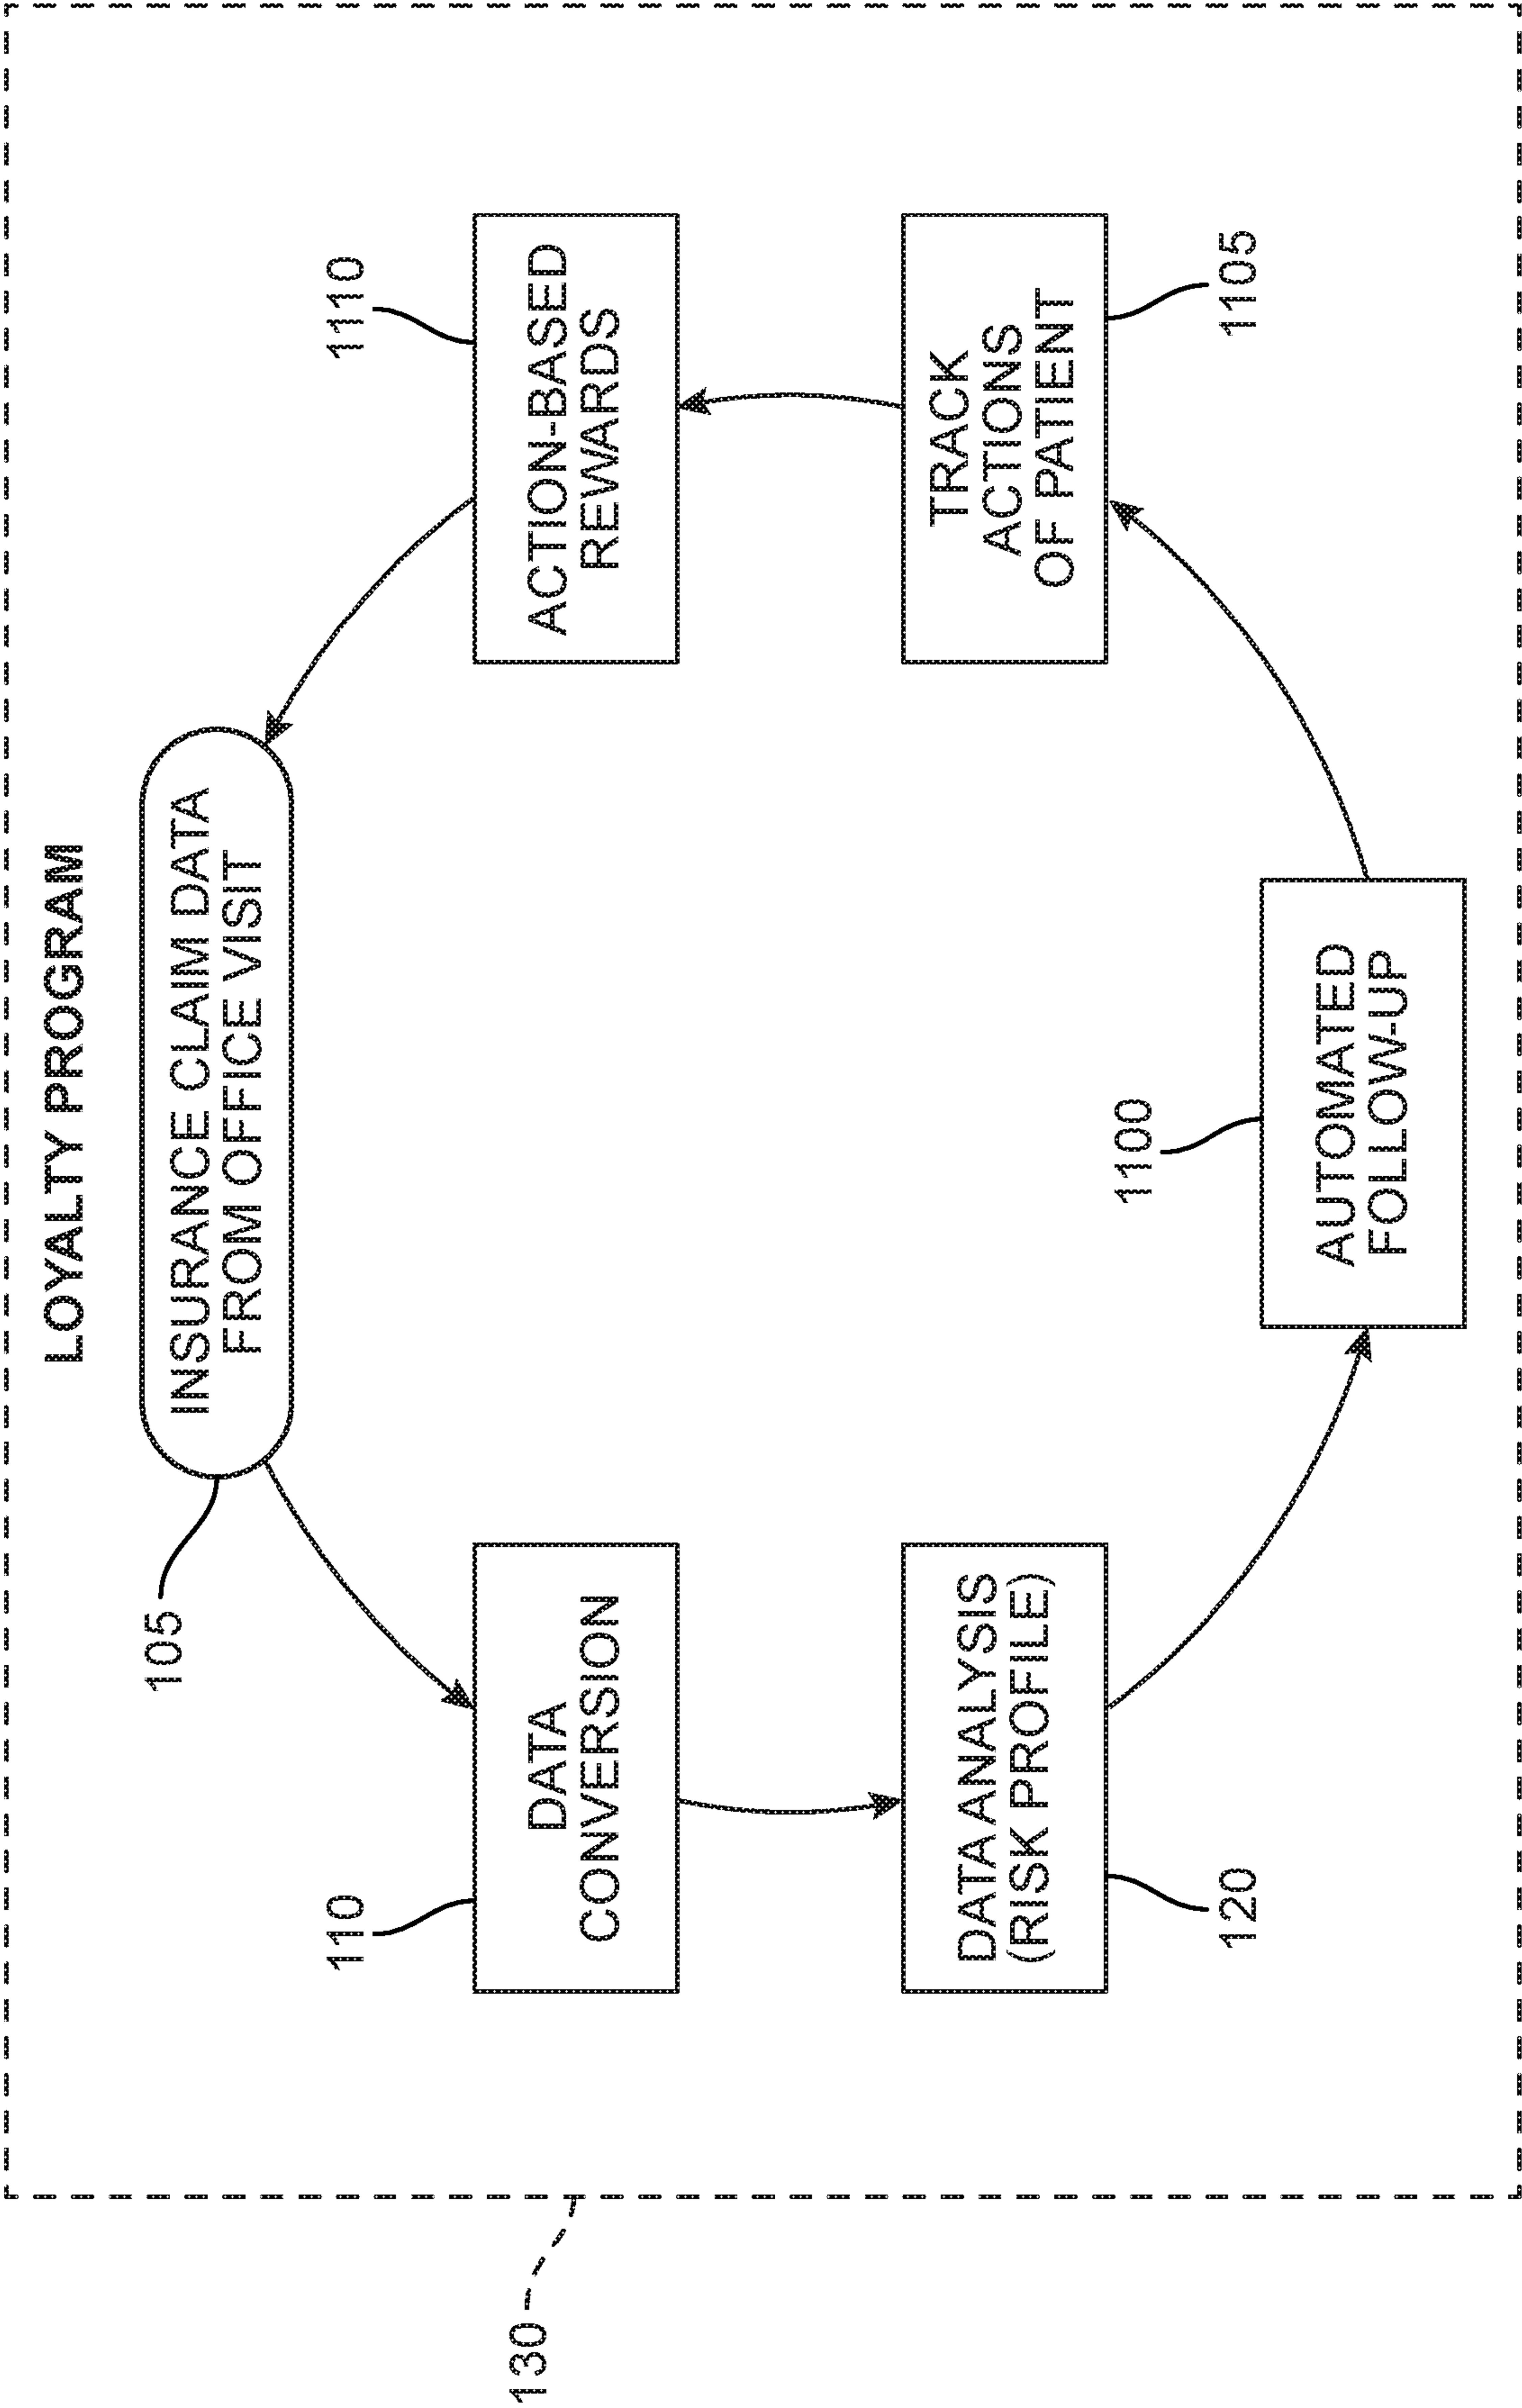 LOYALTY PROGRAM
105
INSURANCE CLAIM DATA
FROM OFFICE VISIT
110
DATA
CONVERSION
1110
ACTION-BASED
REWARDS
130
DATA ANALYSIS
(RISK PROFILE)
120
TRACK
ACTIONS
OF PATIENT
1105
1100
AUTOMATED
FOLLOW-UP